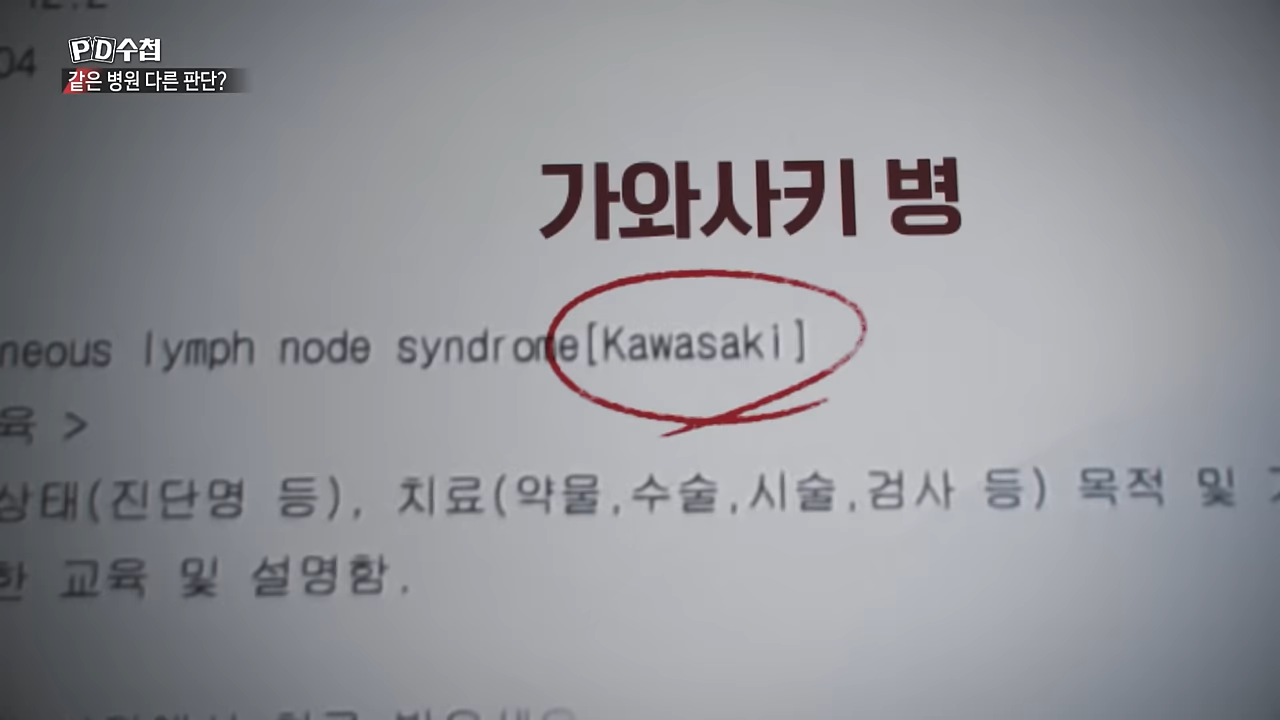 PD수첩
04
같은 병원 다른 판단?
가와사키 병
neous lymph node syndrome[Kawasaki]
육 >
상태(진단명 등), 치료(약물,수술,시술,검사 등) 목적 및
한 교육 및 설명함.